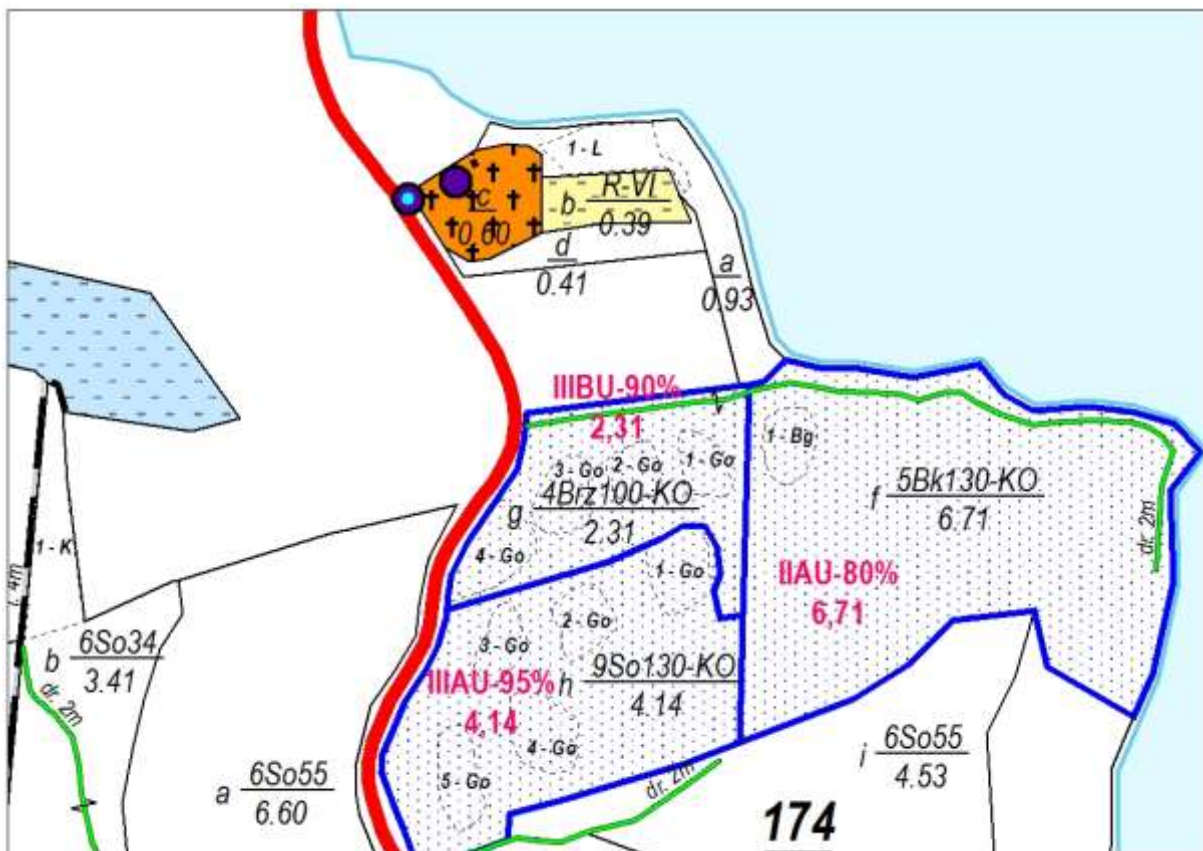 1 - L
c
0.60
b R-VI
0.39
d
0.41
a
0.93
IIIBU-90%
2,31
3 - Go
2 - Go
1 - Go
1 - Bg
g 4Brz100-KO
2.31
4 - Go
f 5Bk130-KO
6.71
dr. 2m
1 - K
l. 4m
1 - Go
IIAU-80%
6,71
2 - Go
3 - Go
b 6So34
3.41
dr. 2m
IIIAU-95%
4,14
h 9So130-KO
4.14
4 - Go
5 - Go
a 6So55
6.60
dr. 2m
i 6So55
4.53
174